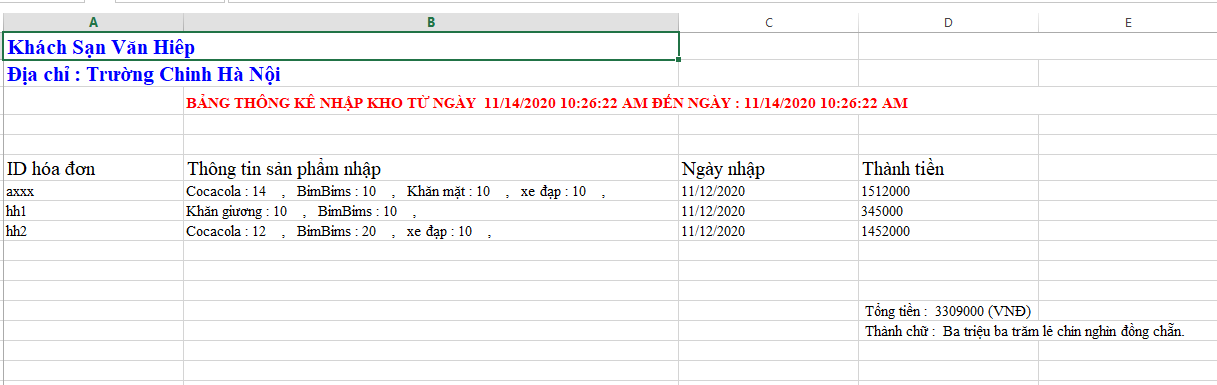 A B C D E
Khách Sạn Văn Hiêp
Địa chỉ : Trường Chinh Hà Nội
BẢNG THÔNG KÊ NHẬP KHO TỪ NGÀY 11/14/2020 10:26:22 AM ĐẾN NGÀY : 11/14/2020 10:26:22 AM
ID hóa đơn Thông tin sản phẩm nhập Ngày nhập Thành tiền
axxx Cocacola : 14 , BimBims : 10 , Khăn mặt : 10 , xe đạp : 10 , 11/12/2020 1512000
hh1 Khăn giương : 10 , BimBims : 10 , 11/12/2020 345000
hh2 Cocacola : 12 , BimBims : 20 , xe đạp : 10 , 11/12/2020 1452000
Tổng tiền : 3309000 (VNĐ)
Thành chữ : Ba triệu ba trăm lẻ chin nghin đồng chẵn.